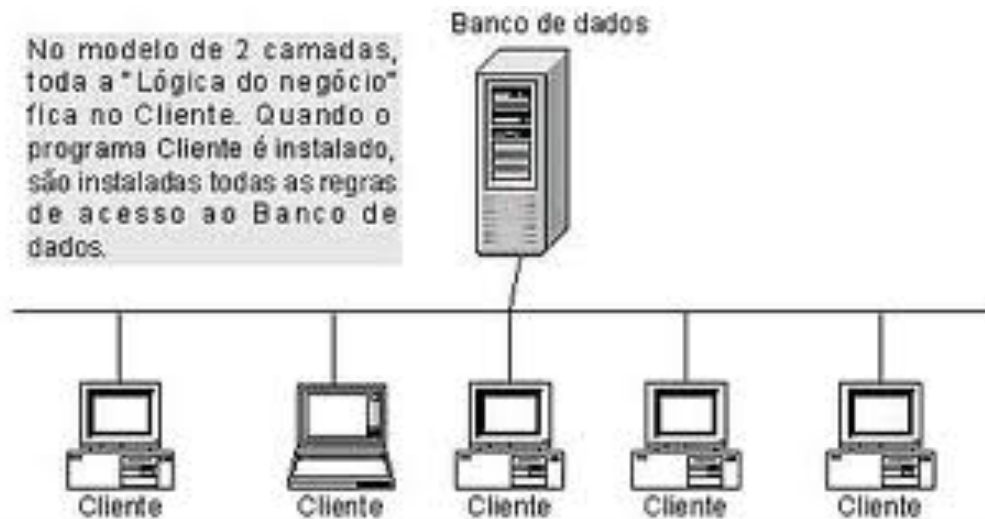 Banco de dados
No modelo de 2 camadas,
toda a "Lógica do negócio"
fica no Cliente. Quando o
programa Cliente é instalado,
são instaladas todas as regras
de acesso ao Banco de
dados.
Cliente
Cliente
Cliente
Cliente
Cliente